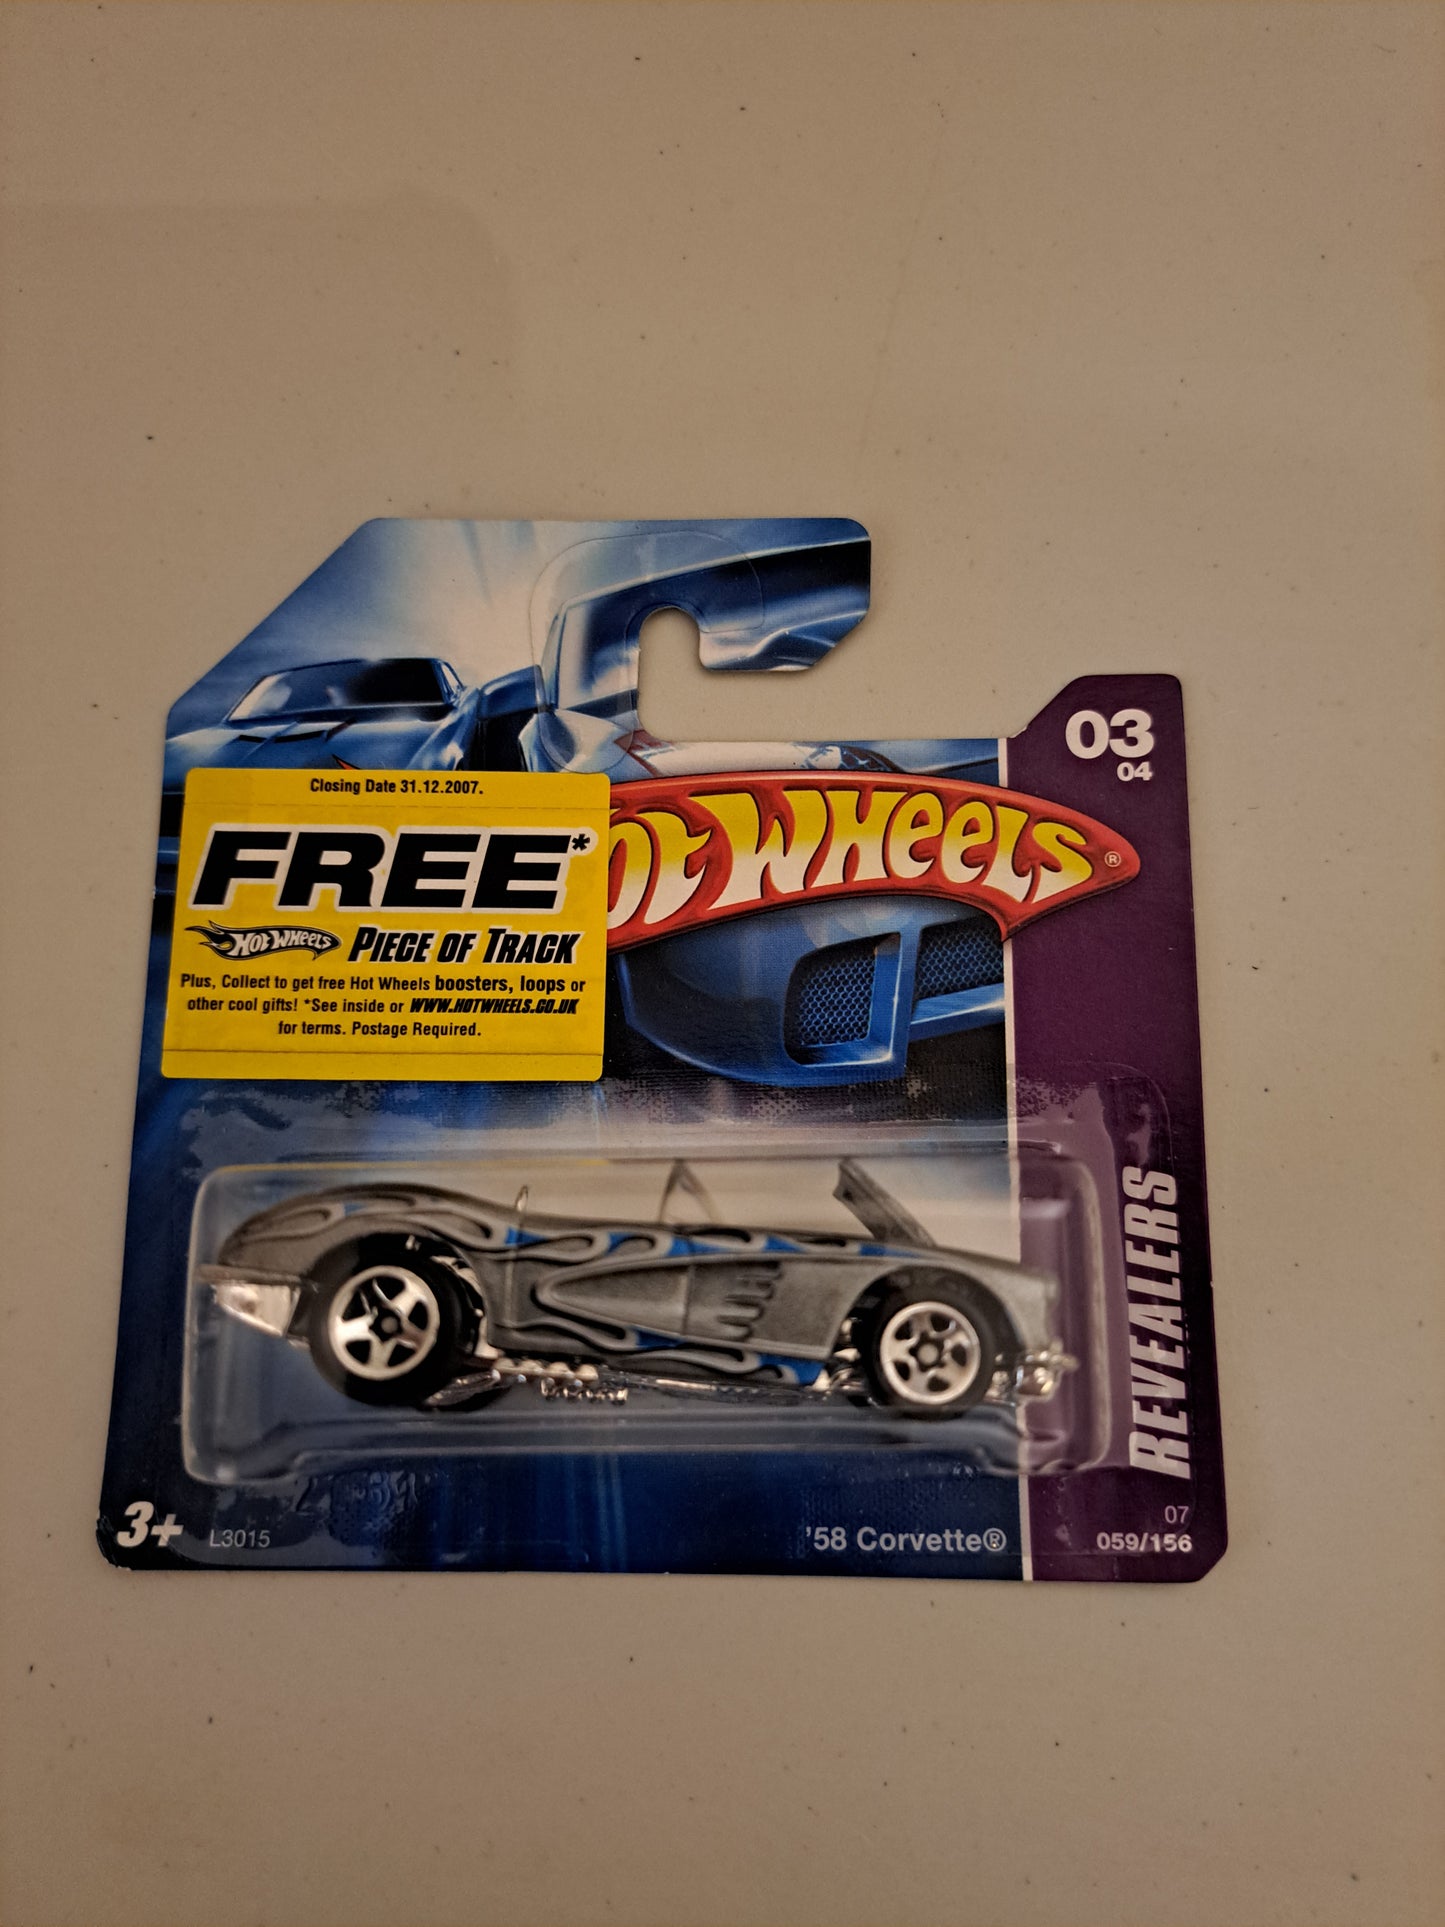 03
04
Closing Date 31.12.2007.
FREE*
HOT WHEELS PIECE OF TRACK
Plus, Collect to get free Hot Wheels boosters, loops or
other cool gifts! *See inside or WWW.HOTWHEELS.CO.UK
for terms. Postage Required.
HOT WHEELS ®
REVEALERS
3+ L3015
'58 Corvette®
07
059/156